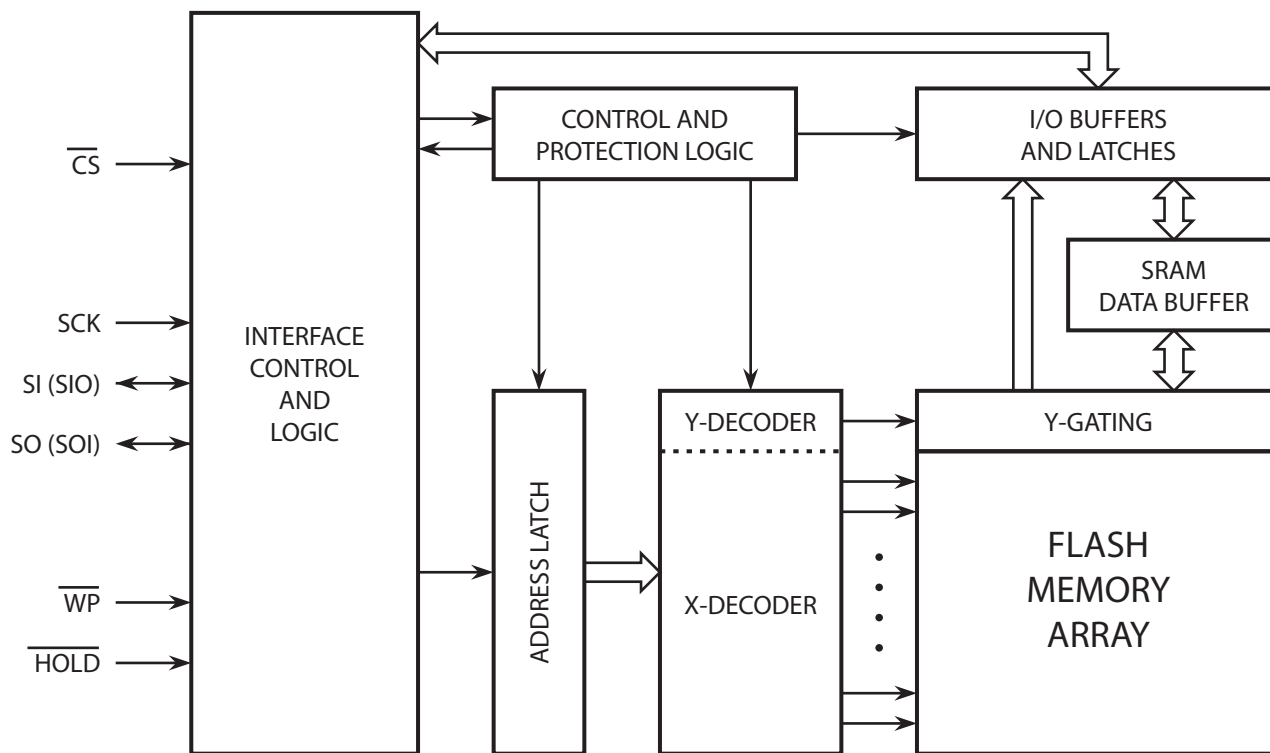 CS
SCK
SI (SIO)
SO (SOI)
WP
HOLD
INTERFACE
CONTROL
AND
LOGIC
CONTROL AND
PROTECTION LOGIC
I/O BUFFERS
AND LATCHES
SRAM
DATA BUFFER
ADDRESS LATCH
Y-DECODER
X-DECODER
Y-GATING
FLASH
MEMORY
ARRAY